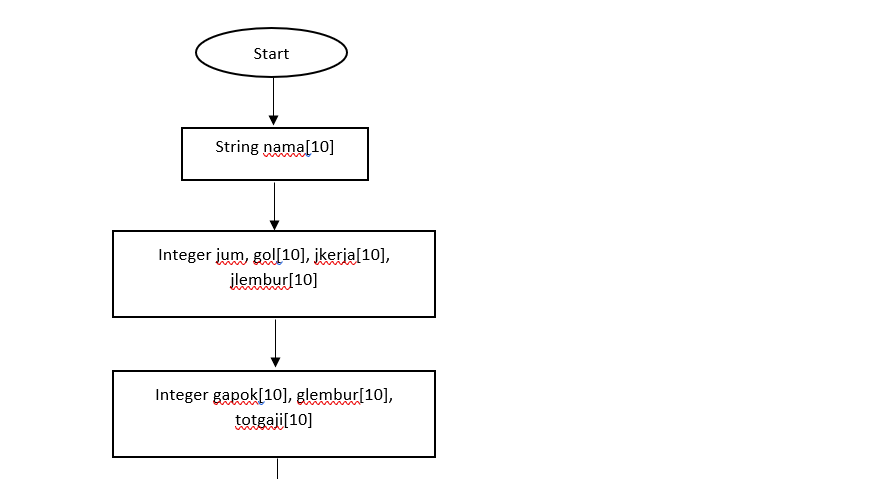 Start
String nama[10]
Integer jum, gol[10], jkerja[10],
jlembur[10]
Integer gapok[10], glembur[10],
totgaji[10]